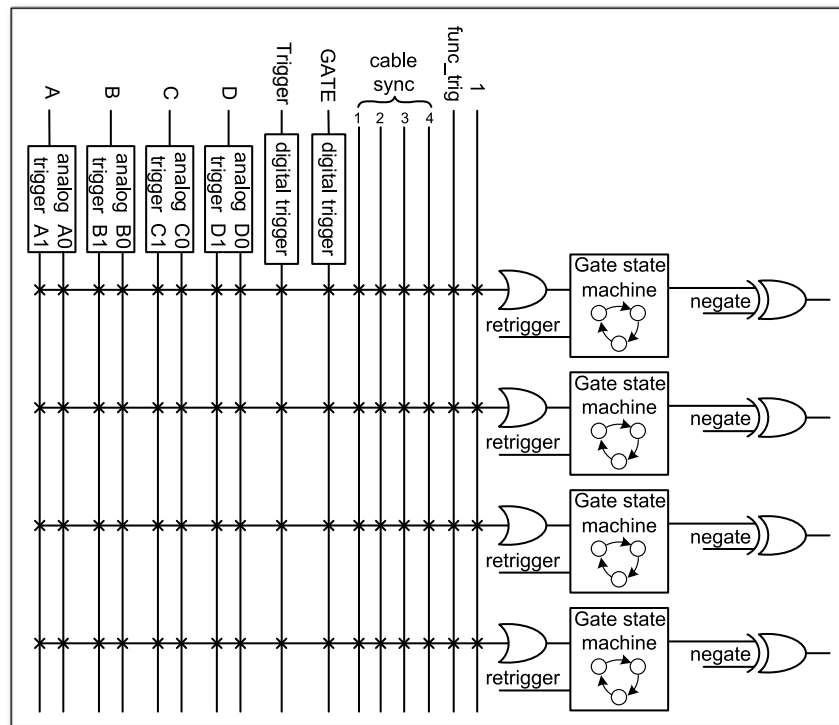 A
B
C
D
Trigger
GATE
cable
sync
1
2
3
4
func_trig
1
analog A0
trigger A1
analog B0
trigger B1
analog C0
trigger C1
analog D0
trigger D1
digital trigger
digital trigger
Gate state
machine
retrigger
negate
Gate state
machine
retrigger
negate
Gate state
machine
retrigger
negate
Gate state
machine
retrigger
negate